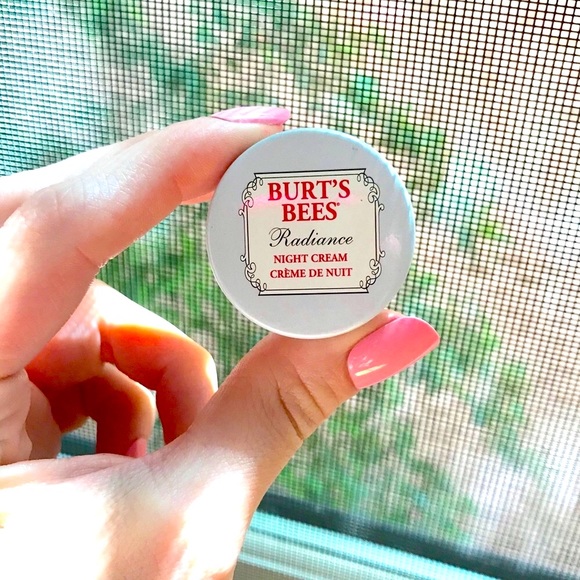 BURT'S
BEES
Radiance
NIGHT CREAM
CRÈME DE NUIT